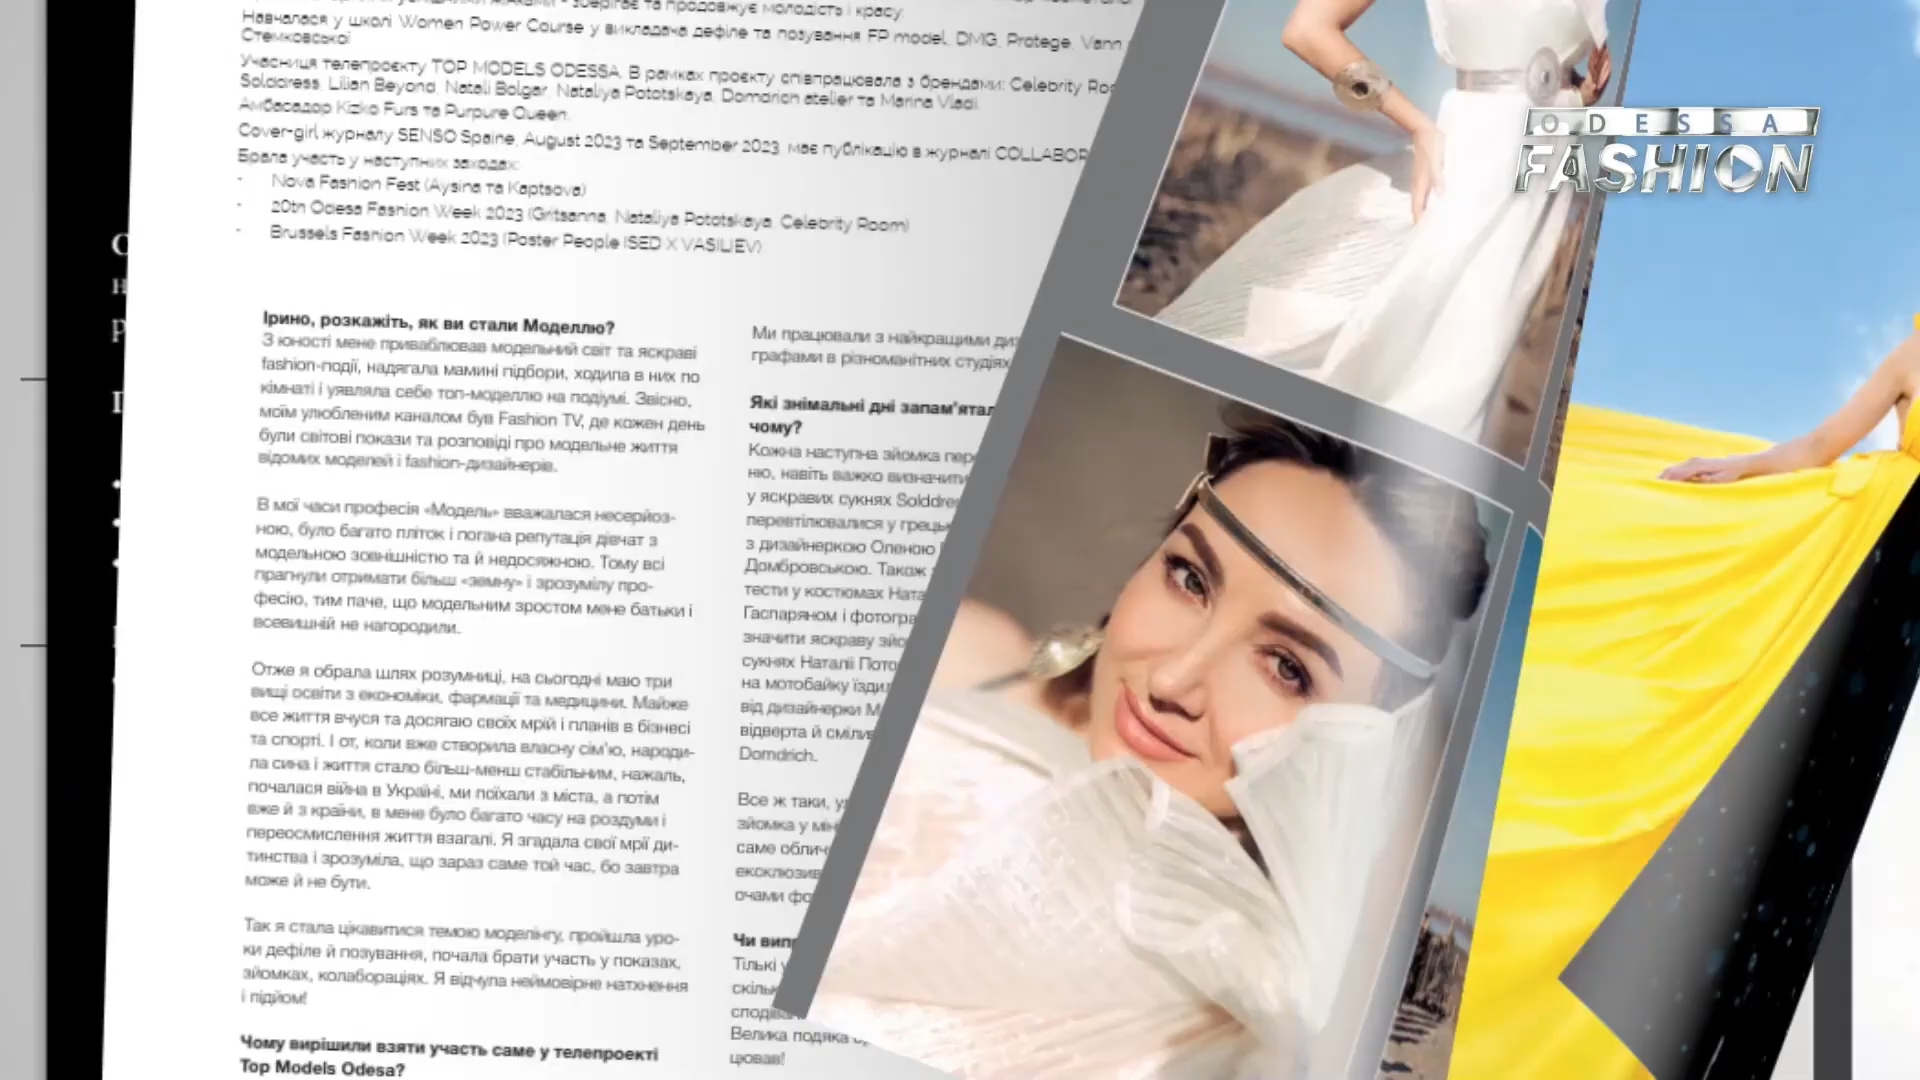 та продовжує молодість і красу.
Навчалася у школі Women Power Course у викладача дефіле та позування FP model, DMG, Protege, Vann
Стемковської
Учасниця телепроєкту TOP MODELS ODESSA. В рамках проєкту співпрацювала з брендами: Celebrity
Solddress, Lilian Beyond, Natali Bolgar, Nataliya Pototskaya, Domdrich atelier та Marina Vladi.
Амбасадор Kizko Furs та Purpure Queen.
Cover-girl журналу SENSO Spaine, August 2023 та September 2023, має публікацію в журналі COLLABOR
Брала участь у наступних заходах:
- Nova Fashion Fest (Aysina та Kaptsova)
- 20th Odesa Fashion Week 2023 (Gritsanna, Nataliya Pototskaya, Celebrity Room)
- Brussels Fashion Week 2023 (Poster People ISED X VASILIEV)
ODESSA
FASHION
Ірино, розкажіть, як ви стали Моделлю?
З юності мене приваблював модельний світ та яскраві
fashion-події, надягала мамині підбори, ходила в них по
кімнаті і уявляла себе топ-моделлю на подіумі. Звісно,
моїм улюбленим каналом був Fashion TV, де кожен день
були світові покази та розповіді про модельне життя
відомих моделей і fashion-дизайнерів.
В мої часи професія «Модель» вважалася несерйоз-
ною, було багато пліток і погана репутація дівчат з
модельною зовнішністю та й недосяжною. Тому всі
прагнули отримати більш «земну» і зрозумілу про-
фесію, тим паче, що модельним зростом мене батьки і
всевишній не нагородили.
Отже я обрала шлях розумниці, на сьогодні маю три
вищі освіти з економіки, фармації та медицини. Майже
все життя вчуся та досягаю своїх мрій і планів в бізнесі
та спорті. І от, коли вже створила власну сім'ю, народи-
ла сина і життя стало більш-менш стабільним, нажаль,
почалася війна в Україні, ми поїхали з міста, а потім
вже й з країни, в мене було багато часу на роздуми і
переосмислення життя взагалі. Я згадала свої мрії ди-
тинства і зрозуміла, що зараз саме той час, бо завтра
може й не бути.
Так я стала цікавитися темою моделінгу, пройшла уро-
ки дефіле й позування, почала брати участь у показах,
зйомках, колабораціях. Я відчула неймовірне натхнення
і підйом!
Чому вирішили взяти участь саме у телепроекті
Top Models Odesa?
Ми працювали з найкращими диз
графами в різноманітних студіях
Які знімальні дні запам'ятал
чому?
Кожна наступна зйомка пере
ню, навіть важко визначити
у яскравих сукнях Solddres
перевтілювалися у грецьк
з дизайнеркою Оленою
Домбровською. Також
тести у костюмах Ната
Гаспаряном і фотогра
значити яскраву зйо
сукнях Наталії Пото
на мотобайку їзди
від дизайнерки М
відверта й смілив
Domdrich.
Все ж таки, у
зйомка у мін
саме облич
ексклюзив
очами фо
Чи вип
Тількі у
скіль
сподів
Велика подяка
цював!